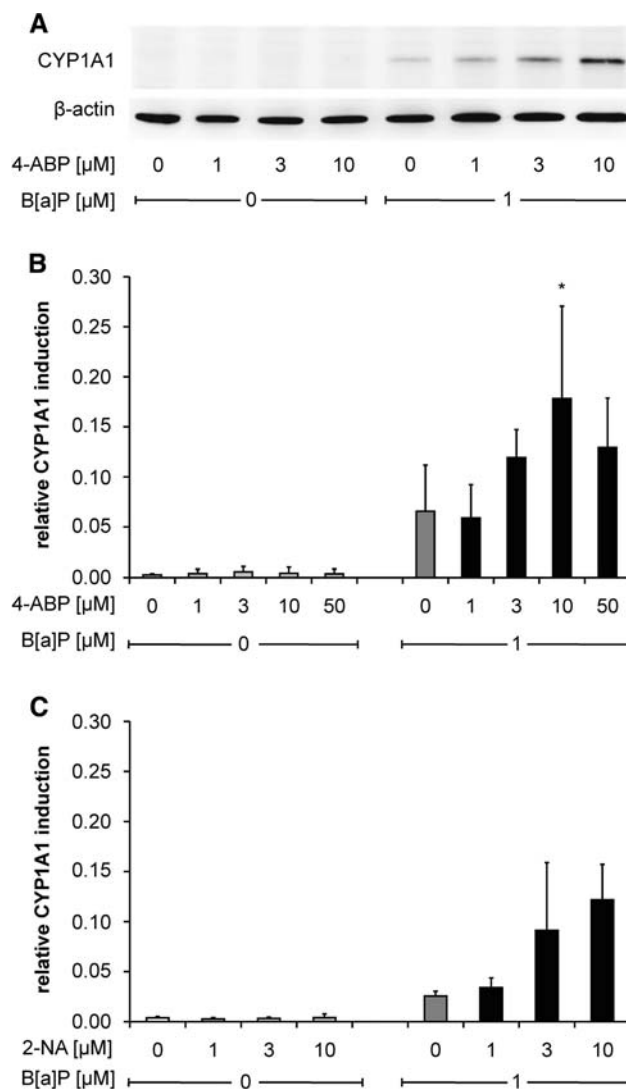 A
CYP1A1
β-actin
4-ABP [µM] 0 1 3 10 0 1 3 10
B[a]P [µM] 0 1
B
relative CYP1A1 induction
0.30
0.25
0.20
0.15
0.10
0.05
0.00
*
4-ABP [µM] 0 1 3 10 50 0 1 3 10 50
B[a]P [µM] 0 1
C
relative CYP1A1 induction
0.30
0.25
0.20
0.15
0.10
0.05
0.00
2-NA [µM] 0 1 3 10 0 1 3 10
B[a]P [µM] 0 1